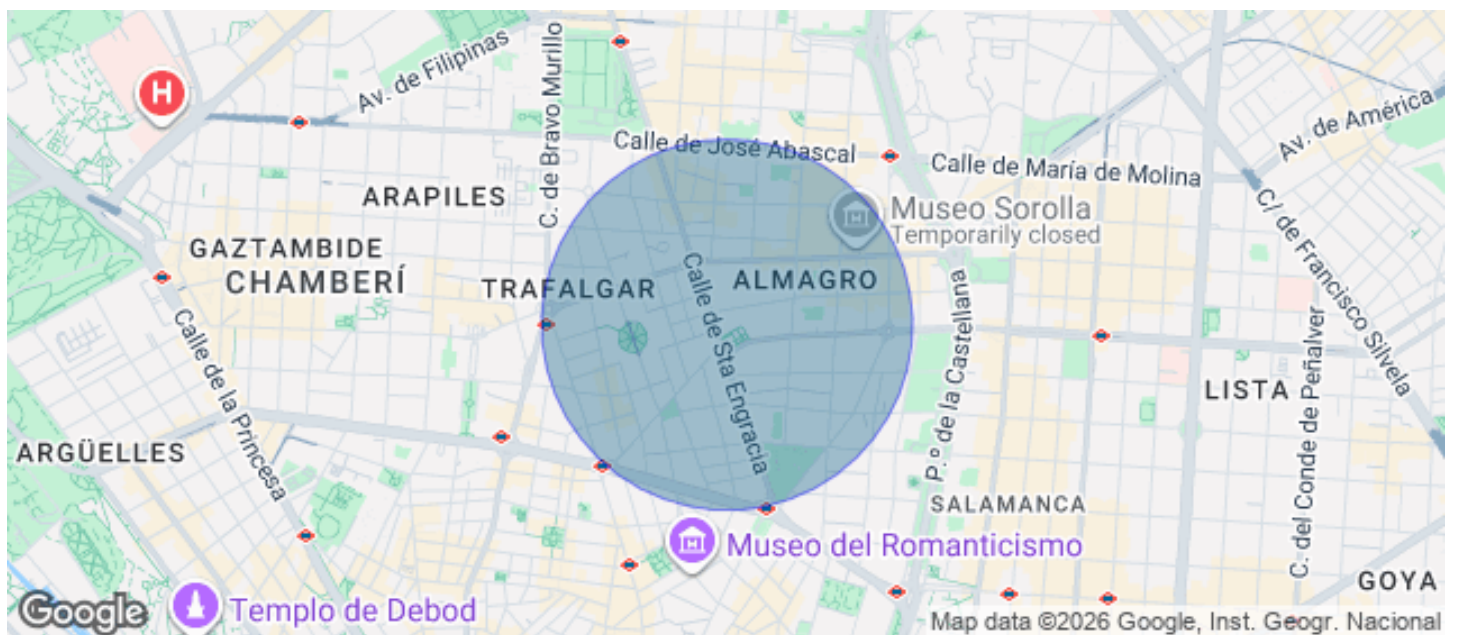 Av. de Filipinas
C. de Bravo Murillo
H
Calle de José Abascal
Av. de América
Calle de María de Molina
ARAPILES
Museo Sorolla
Temporarily closed
C/ de Francisco Silvela
GAZTAMBIDE
CHAMBERÍ
TRAFALGAR
ALMAGRO
Calle de Sta Engracia
P.º de la Castellana
Calle de la Princesa
C. del Conde de Peñalver
LISTA
ARGÜELLES
SALAMANCA
Museo del Romanticismo
GOYA
Google
Templo de Debod
Map data ©2026 Google, Inst. Geogr. Nacional